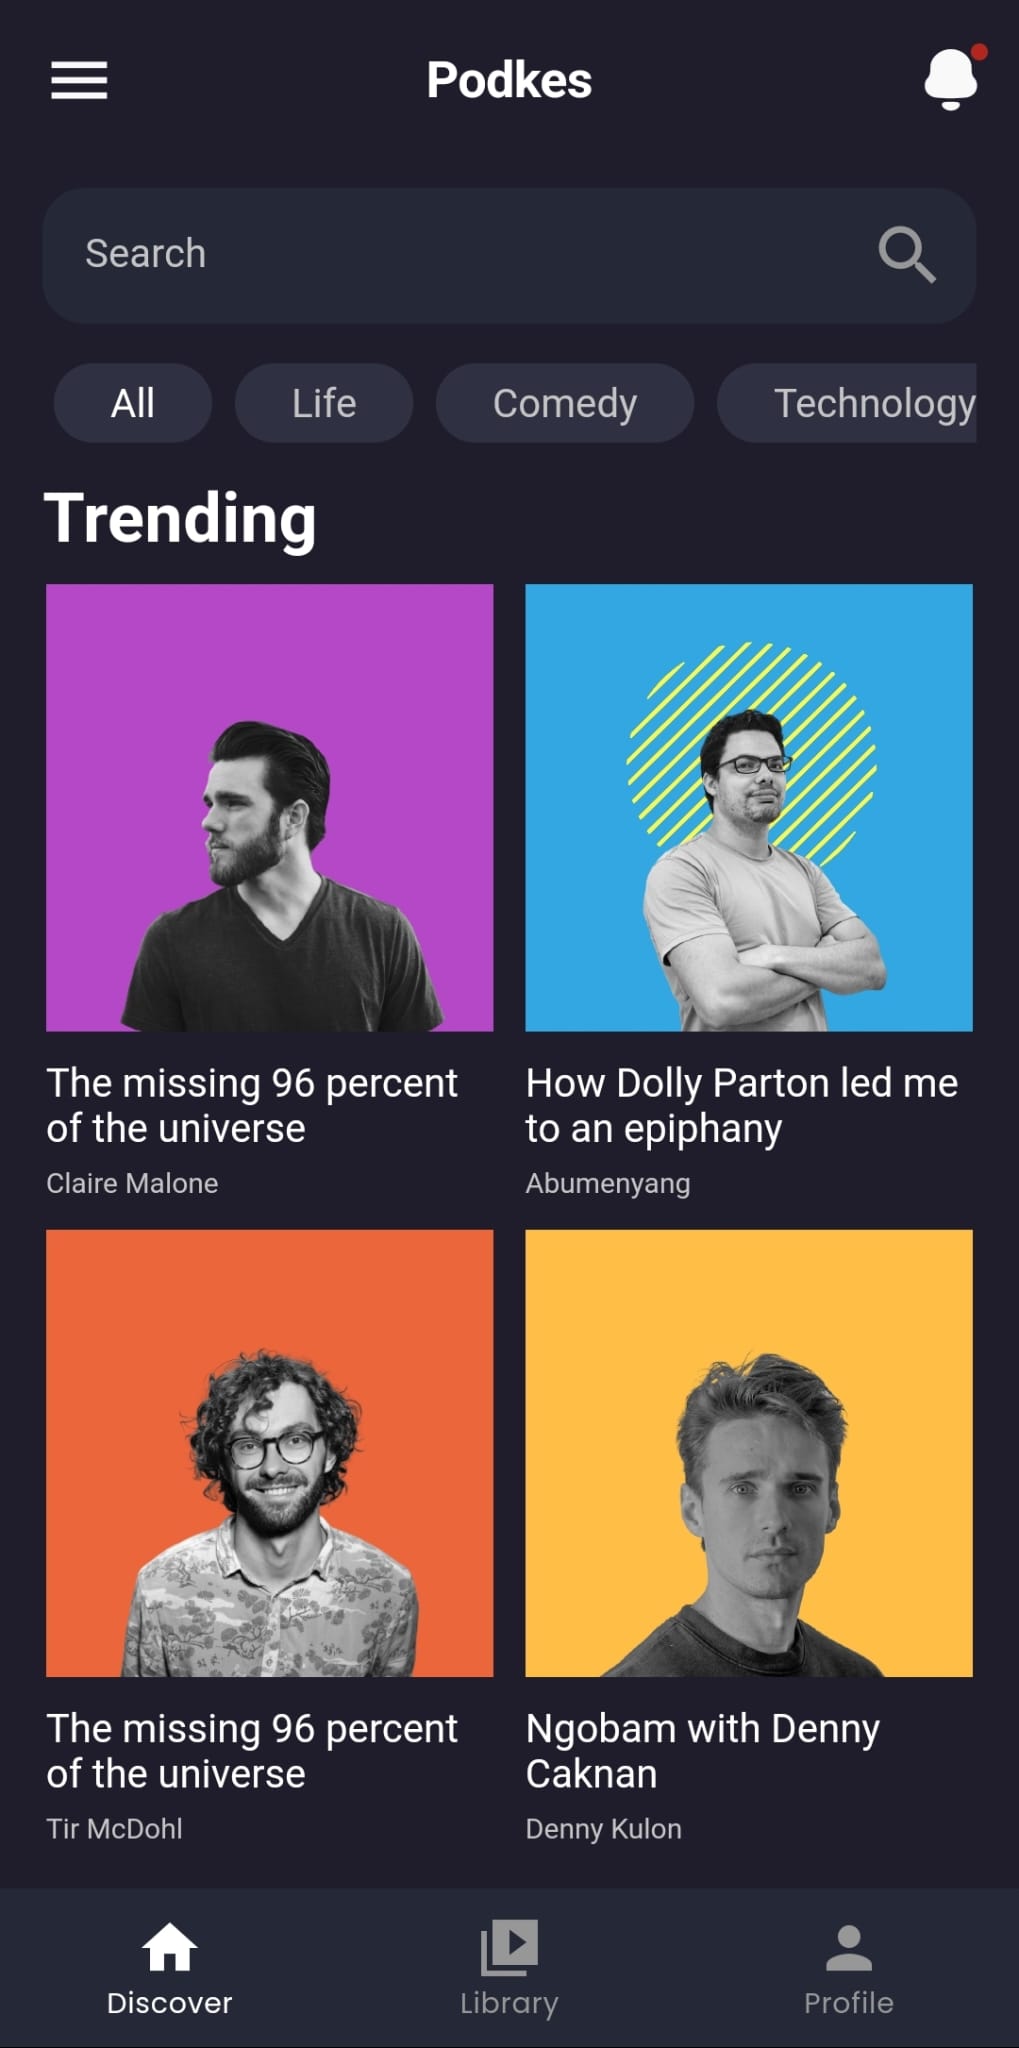 Podkes
Search
All
Life
Comedy
Technology
Trending
The missing 96 percent
of the universe
Claire Malone
How Dolly Parton led me
to an epiphany
Abumenyang
The missing 96 percent
of the universe
Tir McDohl
Ngobam with Denny
Caknan
Denny Kulon
Discover
Library
Profile